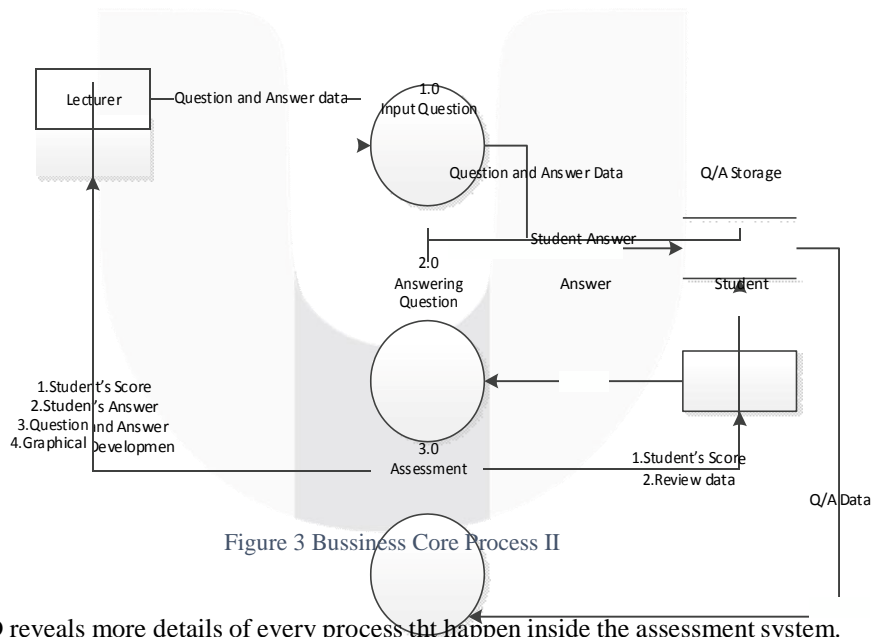 Lecturer
Question and Answer data
1.0
Input Question
Question and Answer Data
Q/A Storage
Student Answer
2.0
Answering
Question
Answer
Student
1.Student's Score
2.Student's Answer
3.Question and Answer
4.Graphical Developmen
3.0
Assessment
1.Student's Score
2.Review data
Q/A Data
Figure 3 Bussiness Core Process II
reveals more details of every process tht happen inside the assessment system.